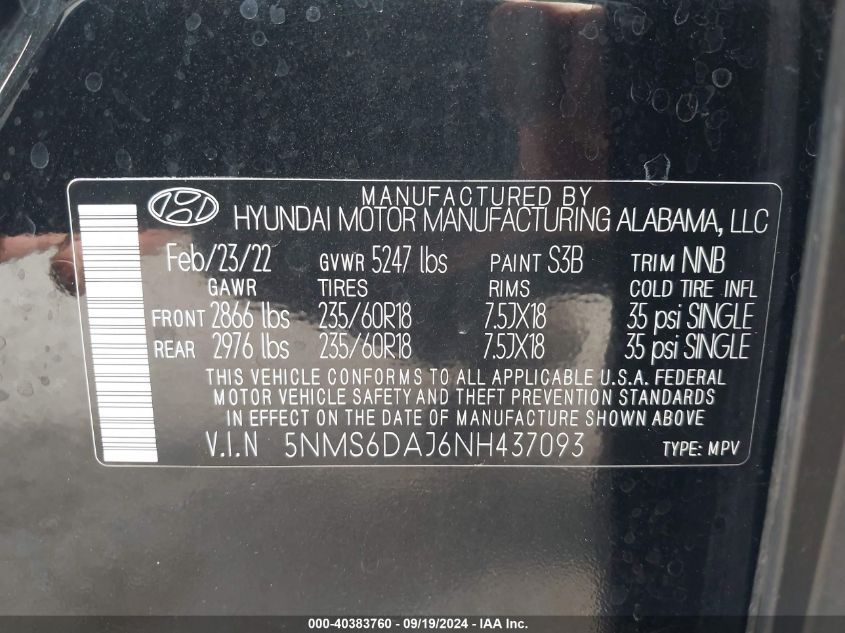 MANUFACTURED BY
HYUNDAI MOTOR MANUFACTURING ALABAMA, LLC
Feb/23/22 GVWR 5247 lbs PAINT S3B TRIM NNB
GAWR TIRES RIMS COLD TIRE INFL
FRONT 2866 lbs 235/60R18 7.5JX18 35 psi SINGLE
REAR 2976 lbs 235/60R18 7.5JX18 35 psi SINGLE
THIS VEHICLE CONFORMS TO ALL APPLICABLE U.S.A. FEDERAL
MOTOR VEHICLE SAFETY AND THEFT PREVENTION STANDARDS
IN EFFECT ON THE DATE OF MANUFACTURE SHOWN ABOVE
V.I.N 5NMS6DAJ6NH437093 TYPE: MPV
000-40383760 - 09/19/2024 - IAA Inc.